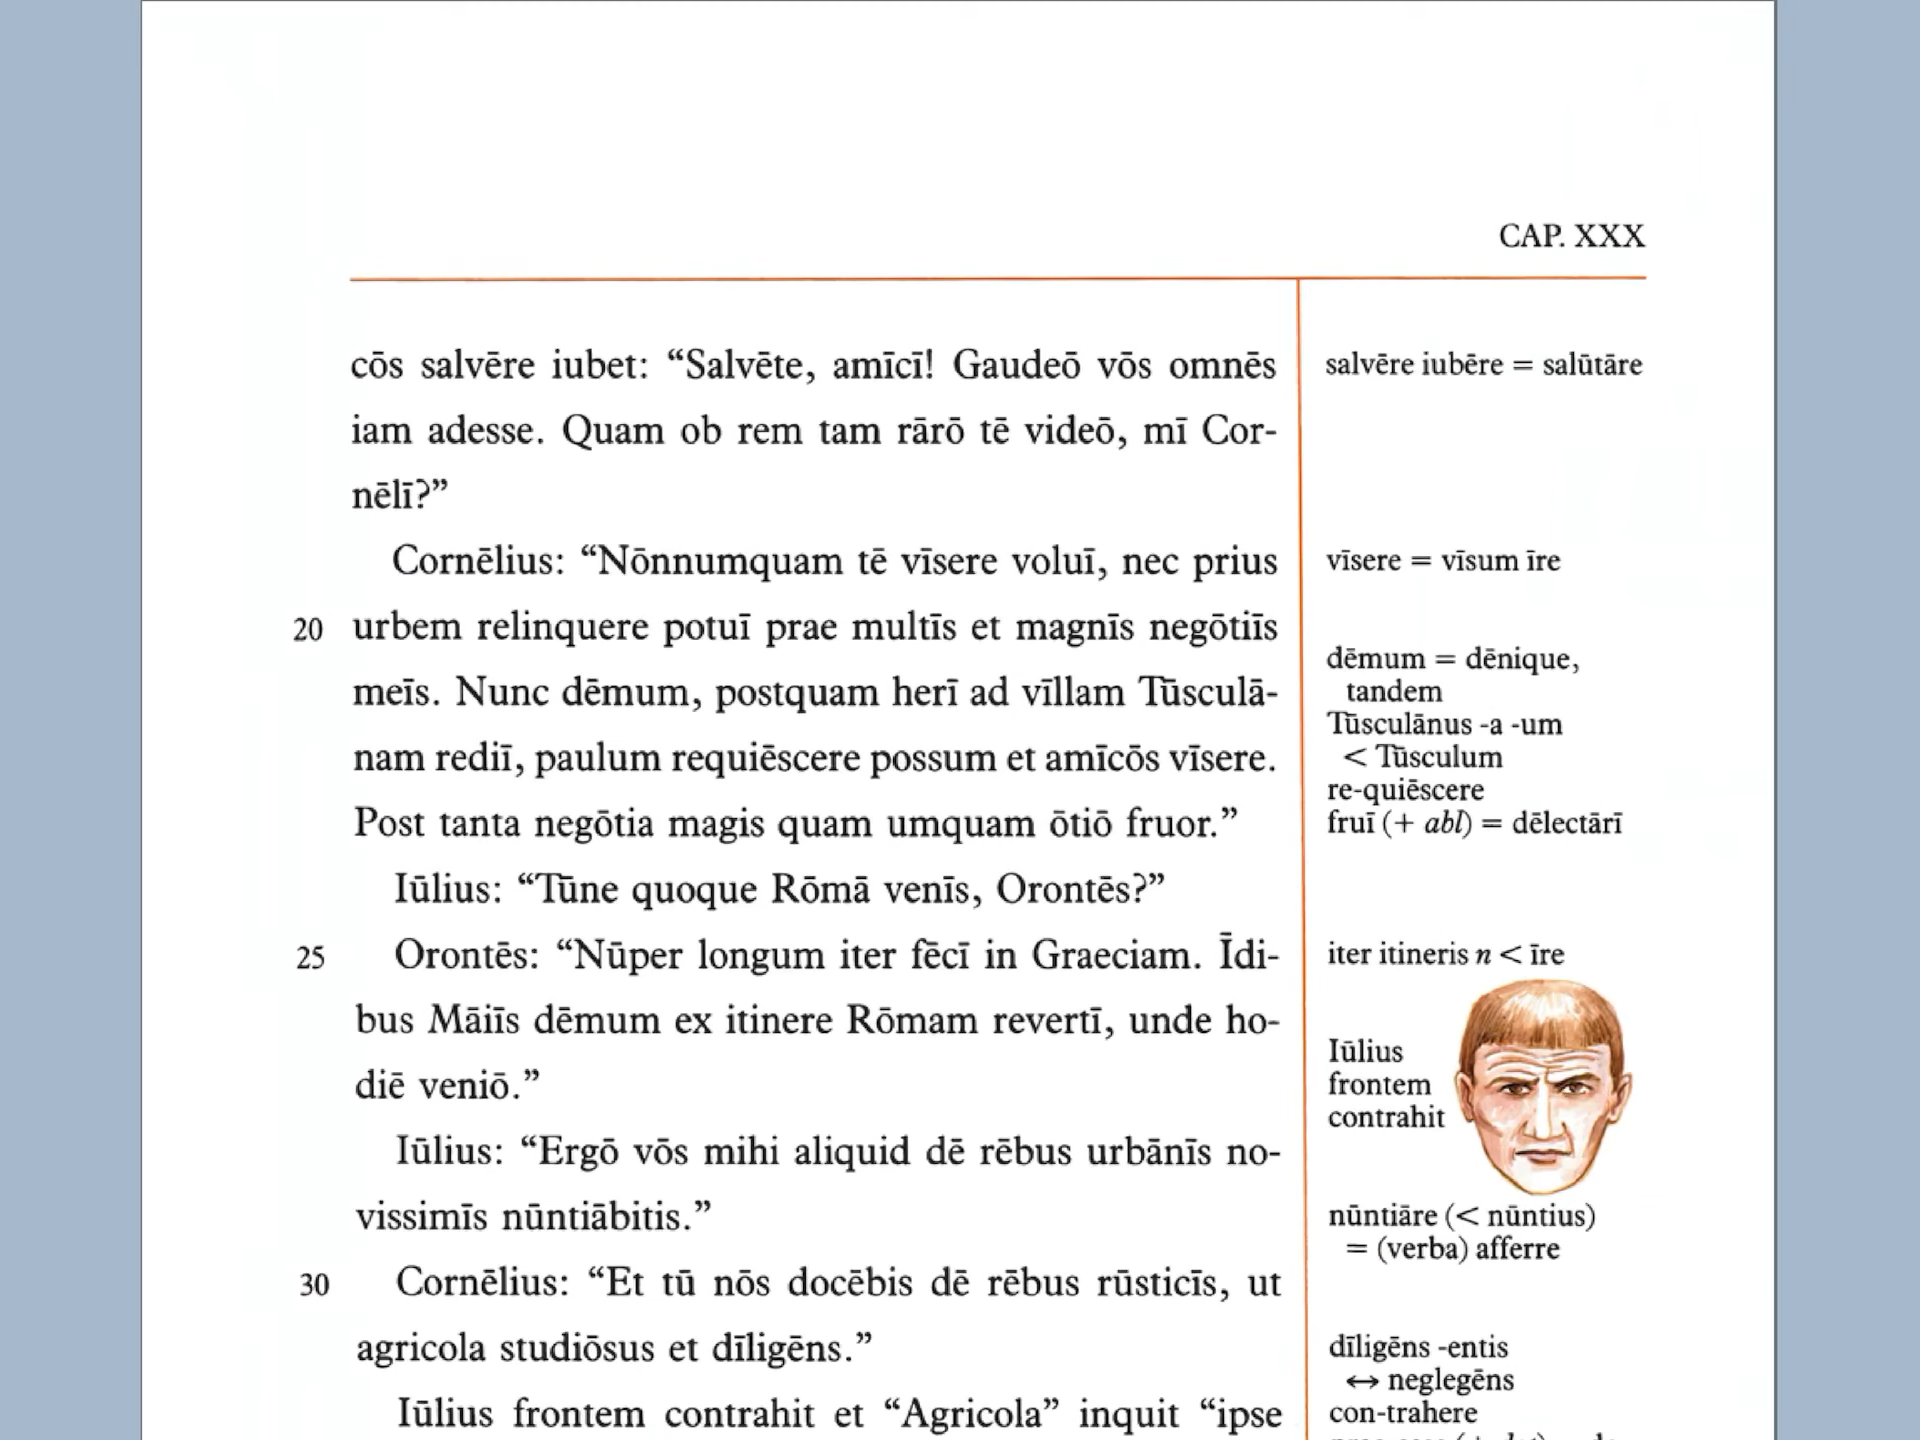 CAP. XXX
cōs salvēre iubet: “Salvēte, amīcī! Gaudeō vōs omnēs
iam adesse. Quam ob rem tam rārō tē videō, mī Cor-
nēlī?”
Cornēlius: “Nōnnumquam tē vīsere voluī, nec prius
20 urbem relinquere potuī prae multīs et magnīs negōtiīs
meīs. Nunc dēmum, postquam herī ad vīllam Tūsculā-
nam rediī, paulum requiēscere possum et amīcōs vīsere.
Post tanta negōtia magis quam umquam ōtiō fruor.”
Iūlius: “Tūne quoque Rōmā venīs, Orontēs?”
25 Orontēs: “Nūper longum iter fēcī in Graeciam. Īdi-
bus Māiīs dēmum ex itinere Rōmam revertī, unde ho-
diē veniō.”
Iūlius: “Ergō vōs mihi aliquid dē rēbus urbānīs no-
vissimīs nūntiābitis.”
30 Cornēlius: “Et tū nōs docēbis dē rēbus rūsticīs, ut
agricola studiōsus et dīligēns.”
Iūlius frontem contrahit et “Agricola” inquit “ipse
salvēre iubēre = salūtāre
vīsere = vīsum īre
dēmum = dēnique,
tandem
Tūsculānus -a -um
< Tūsculum
re-quiēscere
fruī (+ abl) = dēlectārī
iter itineris n < īre
Iūlius
frontem
contrahit
nūntiāre (< nūntius)
= (verba) afferre
dīligēns -entis
↔ neglegēns
con-trahere